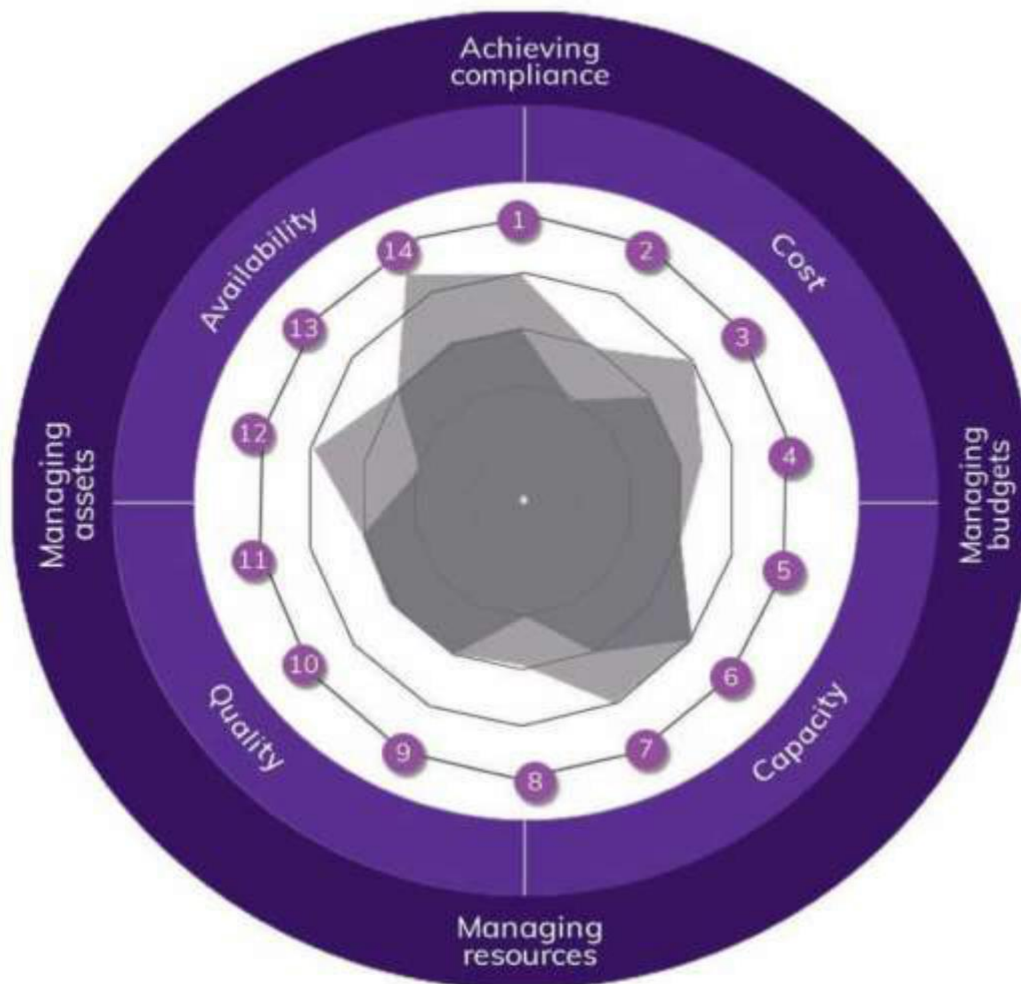 Achieving
compliance
Availability
Cost
1
2
3
4
5
6
7
8
9
10
11
12
13
14
Managing
assets
Managing
budgets
Quality
Capacity
Managing
resources